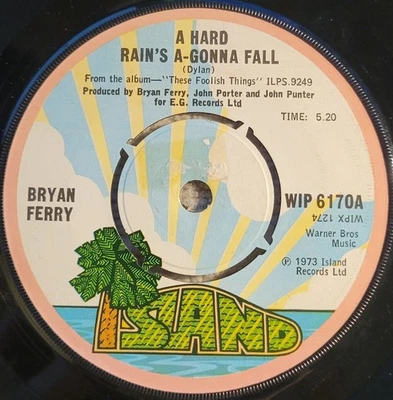 A HARD
RAIN'S A-GONNA FALL
(Dylan)
From the album—"These Foolish Things" ILPS.9249
Produced by Bryan Ferry, John Porter and John Punter
for E.G. Records Ltd
TIME: 5.20
BRYAN
FERRY
WIP 6170A
WIPX 1274
Warner Bros
Music
℗ 1973 Island
Records Ltd
ISLAND